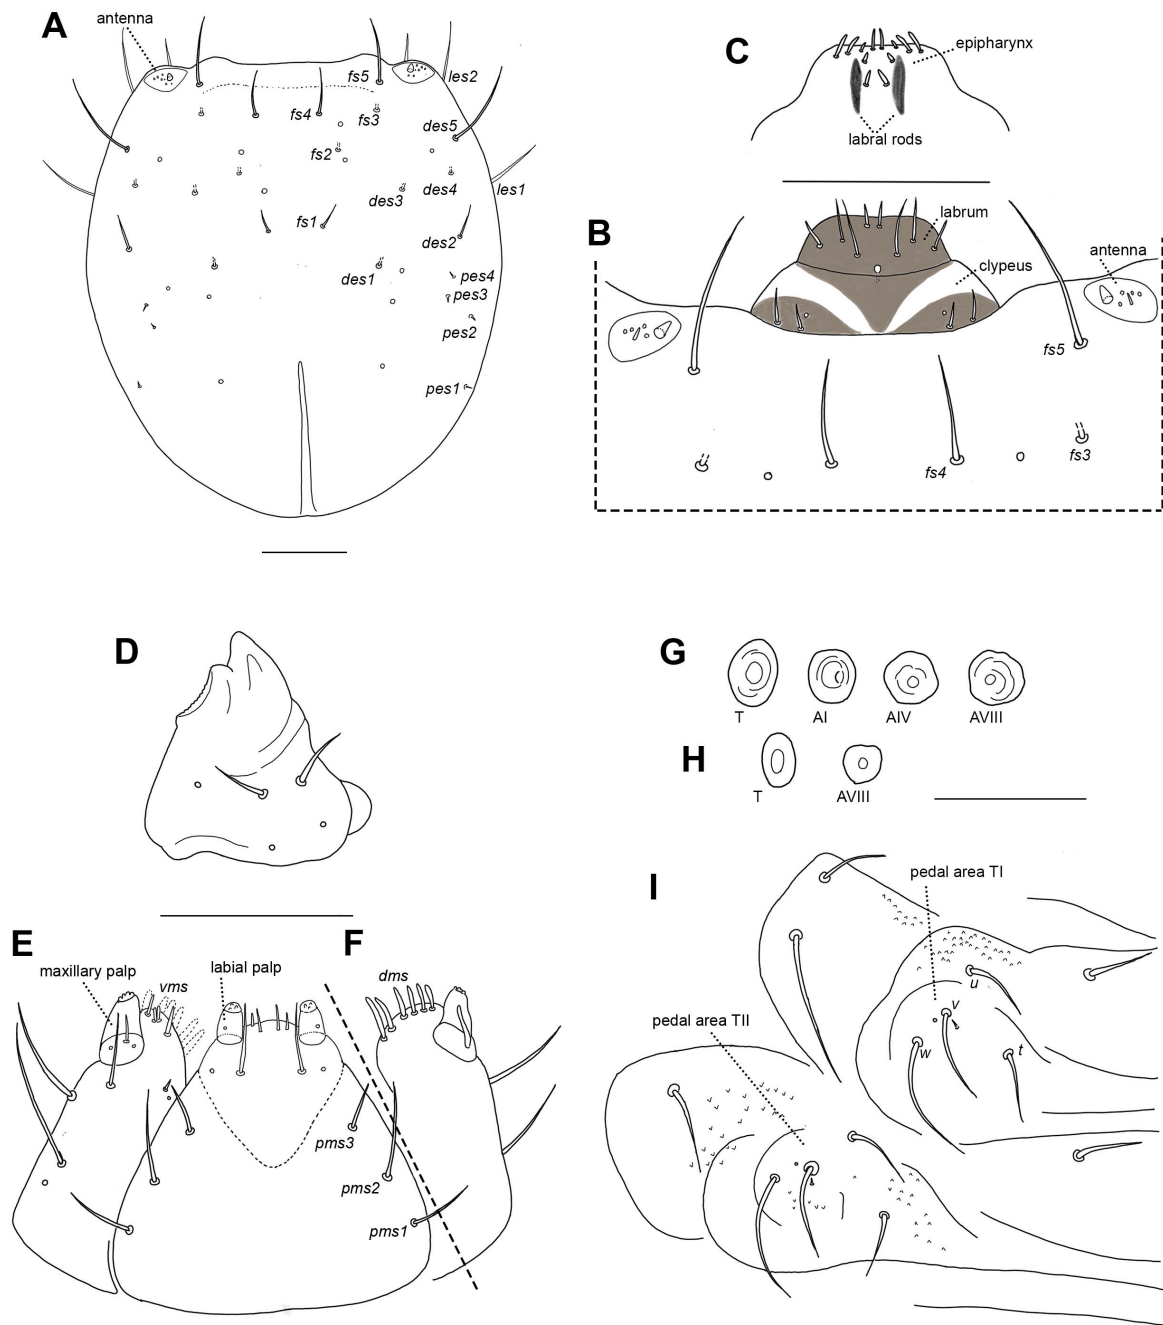 A
antenna
fs5
les2
fs4
fs3
des5
fs2
des3
des4
les1
fs1
des2
des1
pes4
pes3
pes2
pes1
C
epipharynx
labral rods
B
labrum
clypeus
antenna
fs5
fs4
fs3
D
E
maxillary palp
vms
labial palp
F
dms
pms3
pms2
pms1
G
T
AI
AIV
AVIII
H
T
AVIII
I
pedal area TI
u
v
w
t
pedal area TII